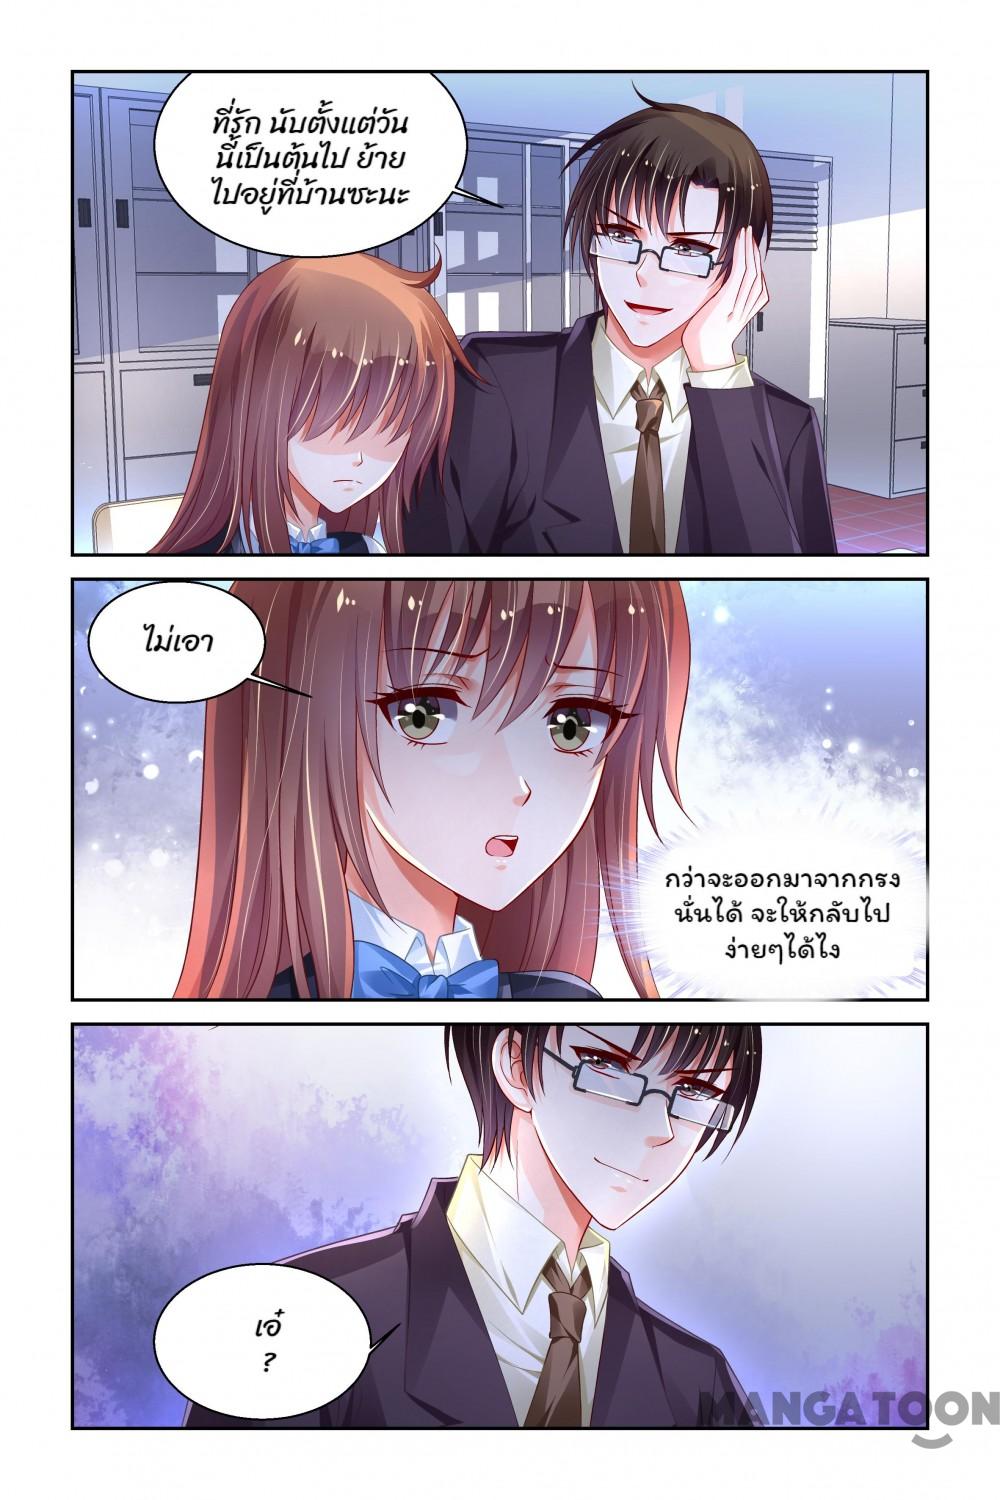 ที่รัก นับตั้งแต่วัน
นี้เป็นต้นไป ย้าย
ไปอยู่ที่บ้านซะนะ
ไม่เอา
กว่าจะออกมาจากกรง
นั่นได้ จะให้กลับไป
ง่ายๆได้ไง
เอ๋
?
MANGATOON